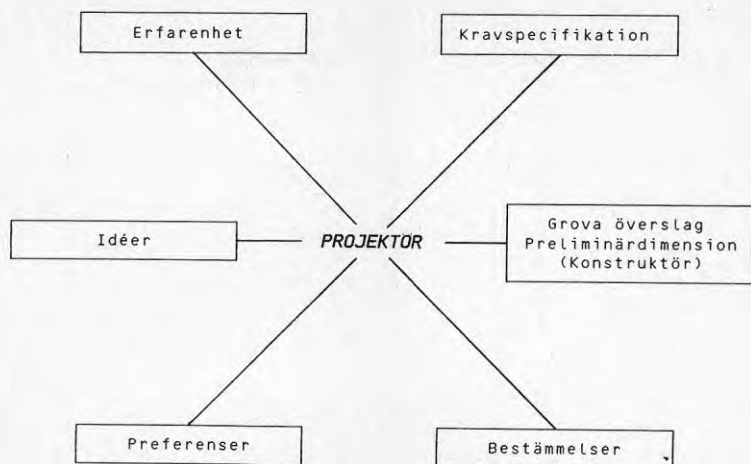 Erfarenhet
Kravspecifikation
Idéer
PROJEKTÖR
Grova överslag
Preliminärdimension
(Konstruktör)
Preferenser
Bestämmelser